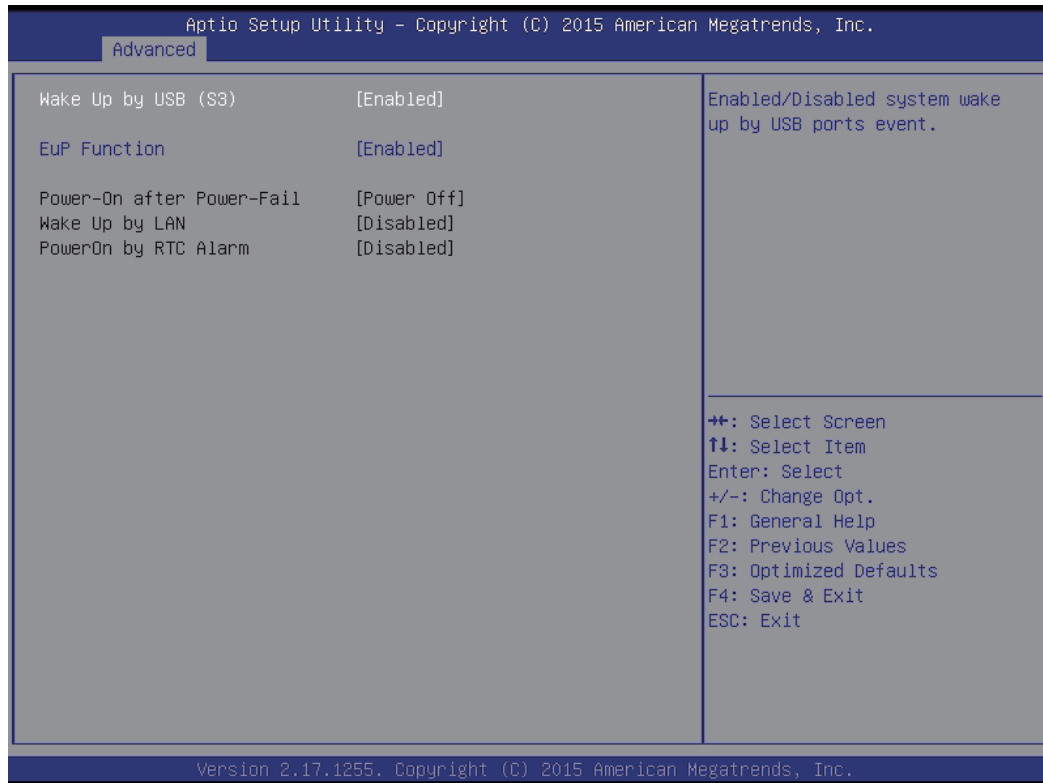 Aptio Setup Utility – Copyright (C) 2015 American Megatrends, Inc.
Advanced
Wake Up by USB (S3) [Enabled]
EuP Function [Enabled]
Power-On after Power-Fail [Power Off]
Wake Up by LAN [Disabled]
PowerOn by RTC Alarm [Disabled]
Enabled/Disabled system wake
up by USB ports event.
→←: Select Screen
↑↓: Select Item
Enter: Select
+/-: Change Opt.
F1: General Help
F2: Previous Values
F3: Optimized Defaults
F4: Save & Exit
ESC: Exit
Version 2.17.1255. Copyright (C) 2015 American Megatrends, Inc.